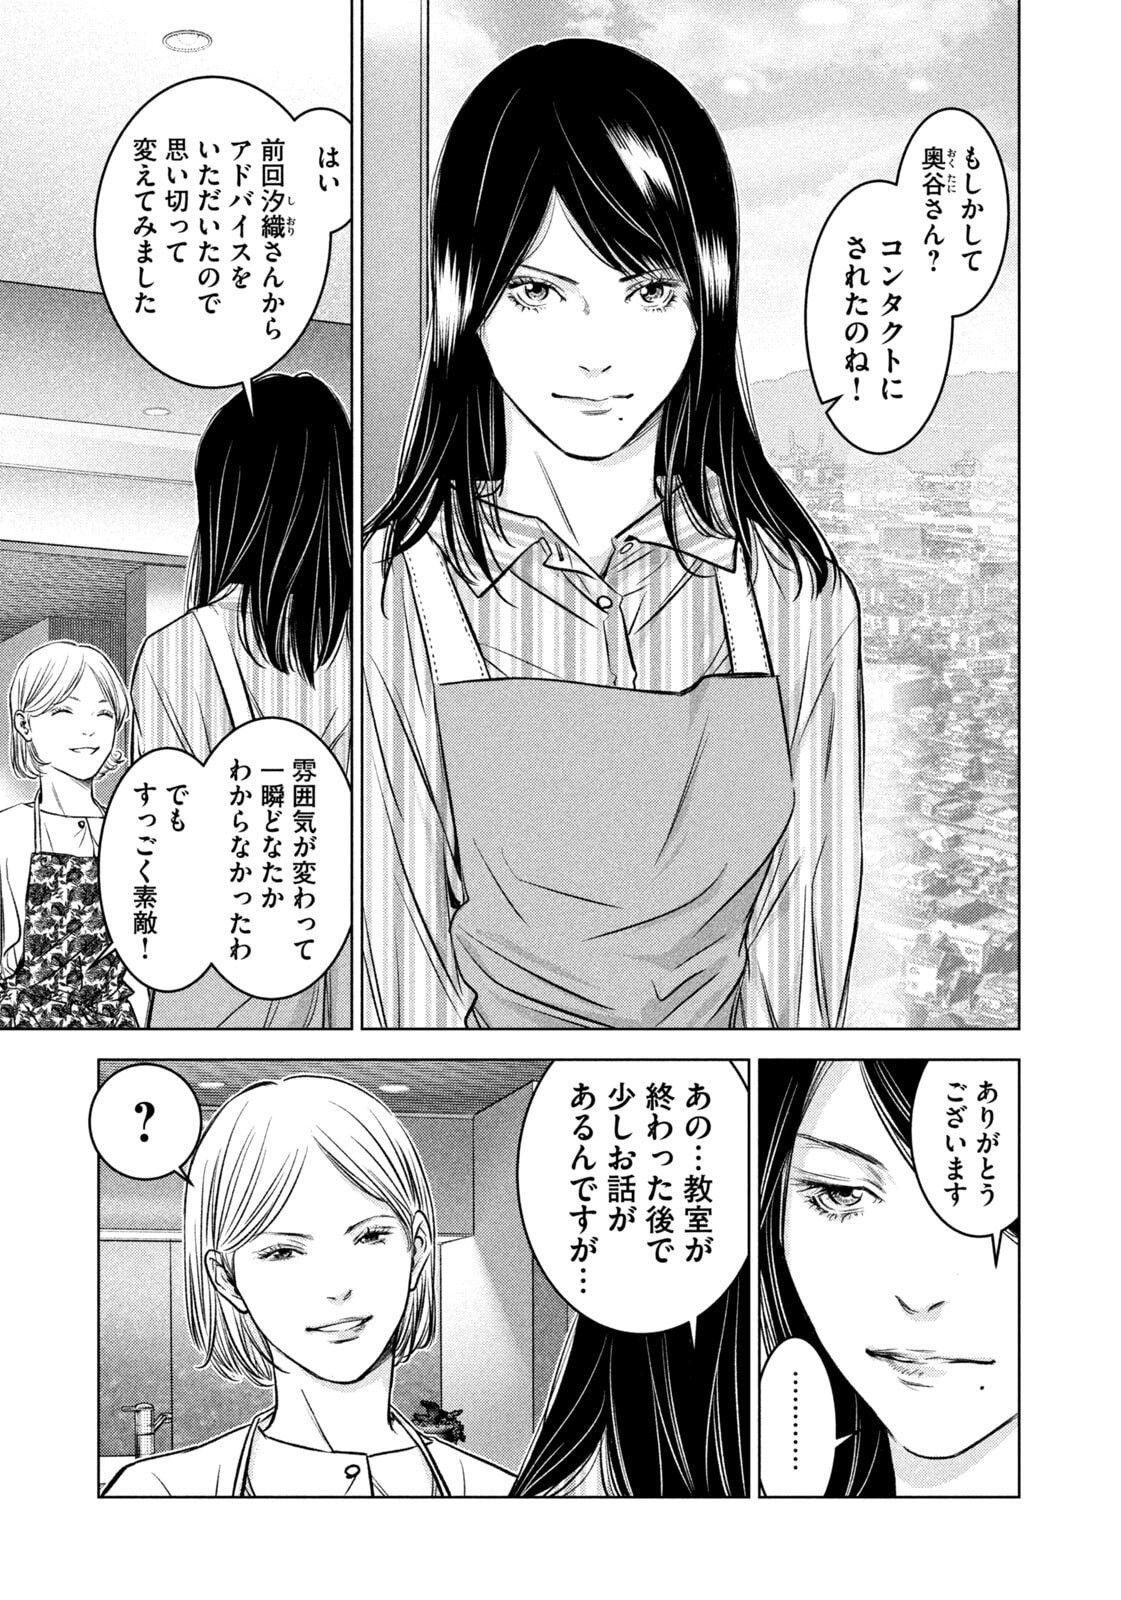 もしかして
奥谷さん？
コンタクトに
されたのね！
はい
前回汐織さんから
アドバイスを
いただいたので
思い切って
変えてみました
雰囲気が変わって
一瞬どなたか
わからなかったわ
でも
すっごく素敵！
ありがとう
ございます
…………
あの…教室が
終わった後で
少しお話が
あるんですが…
？